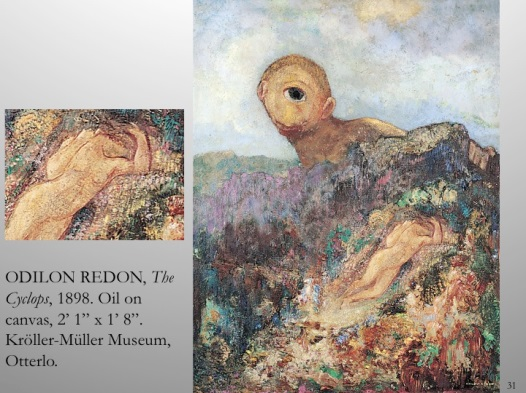 ODILON REDON, The
Cyclops, 1898. Oil on
canvas, 2’ 1” x 1’ 8”.
Kröller-Müller Museum,
Otterlo.
31